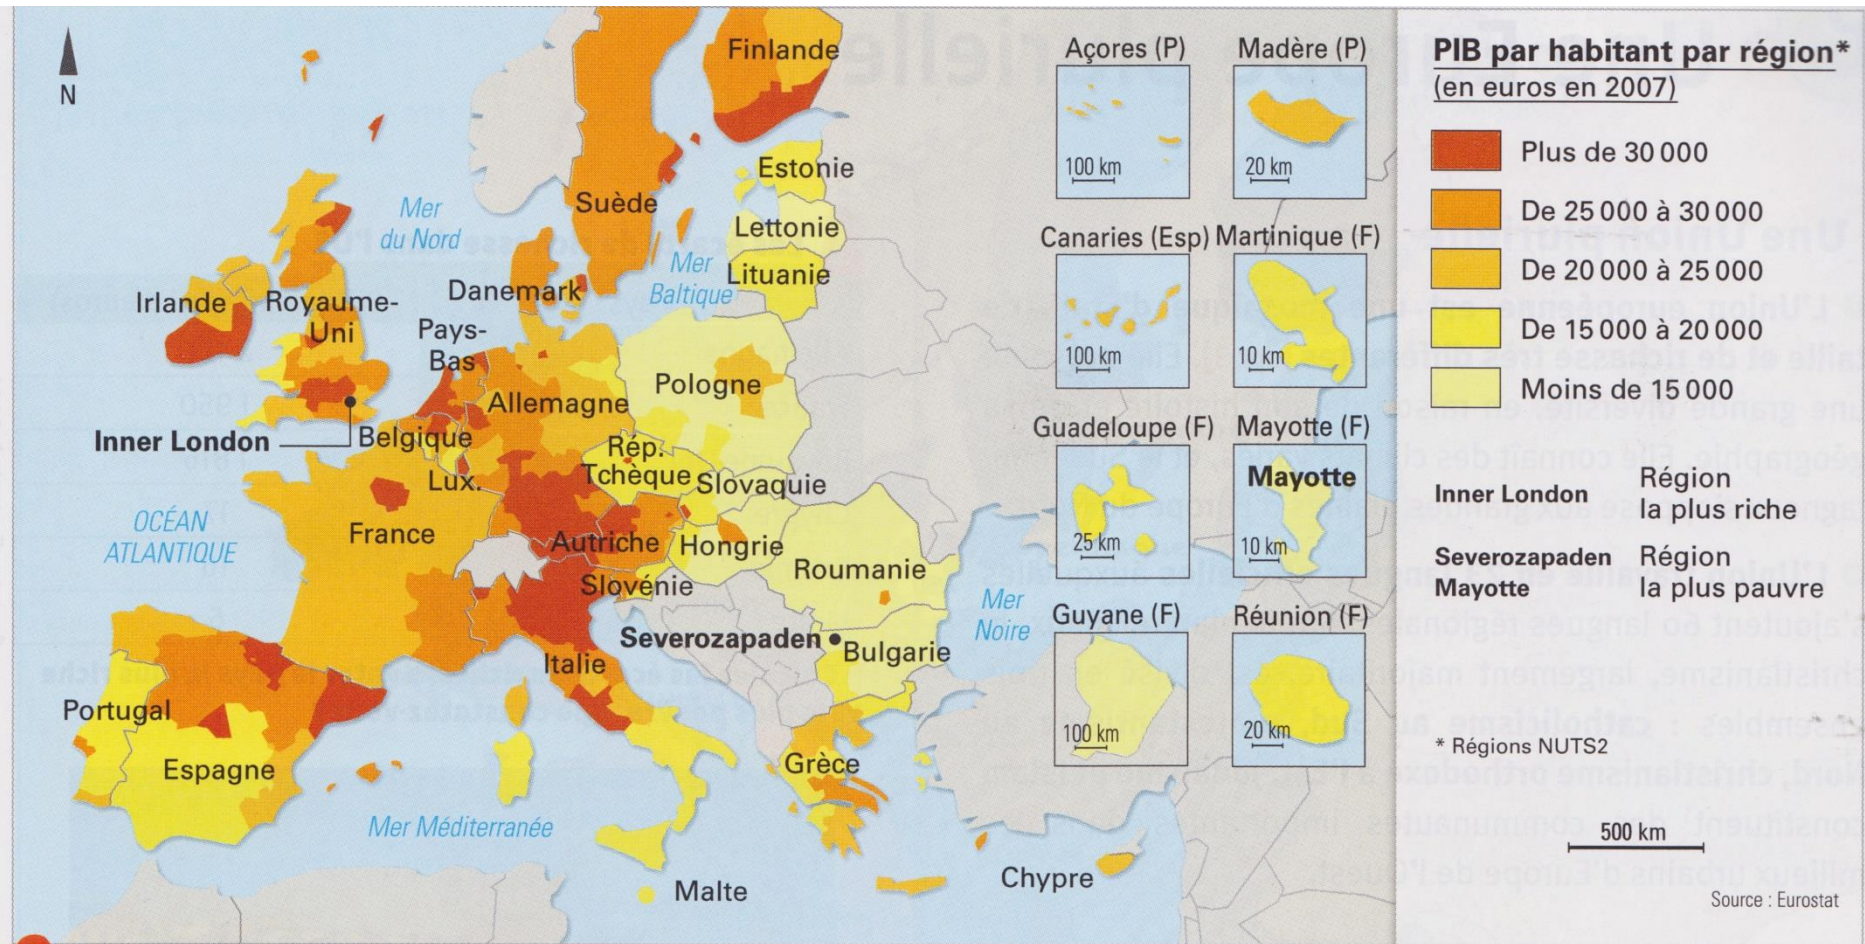 N
Finlande
Estonie
Suède
Lettonie
Lituanie
Mer
du Nord
Mer
Baltique
Danemark
Irlande
Royaume-
Uni
Pays-
Bas
Pologne
Allemagne
Inner London
Belgique
Rép.
Tchèque
Lux.
Slovaquie
OCÉAN
ATLANTIQUE
France
Autriche
Hongrie
Roumanie
Slovénie
Mer
Noire
Severozapaden
Bulgarie
Italie
Portugal
Espagne
Grèce
Mer Méditerranée
Chypre
Malte
Açores (P)
100 km
Madère (P)
20 km
Canaries (Esp)
100 km
Martinique (F)
10 km
Guadeloupe (F)
25 km
Mayotte (F)
Mayotte
10 km
Guyane (F)
100 km
Réunion (F)
20 km
PIB par habitant par région*
(en euros en 2007)
Plus de 30 000
De 25 000 à 30 000
De 20 000 à 25 000
De 15 000 à 20 000
Moins de 15 000
Inner London Région
la plus riche
Severozapaden Région
Mayotte la plus pauvre
* Régions NUTS2
500 km
Source : Eurostat